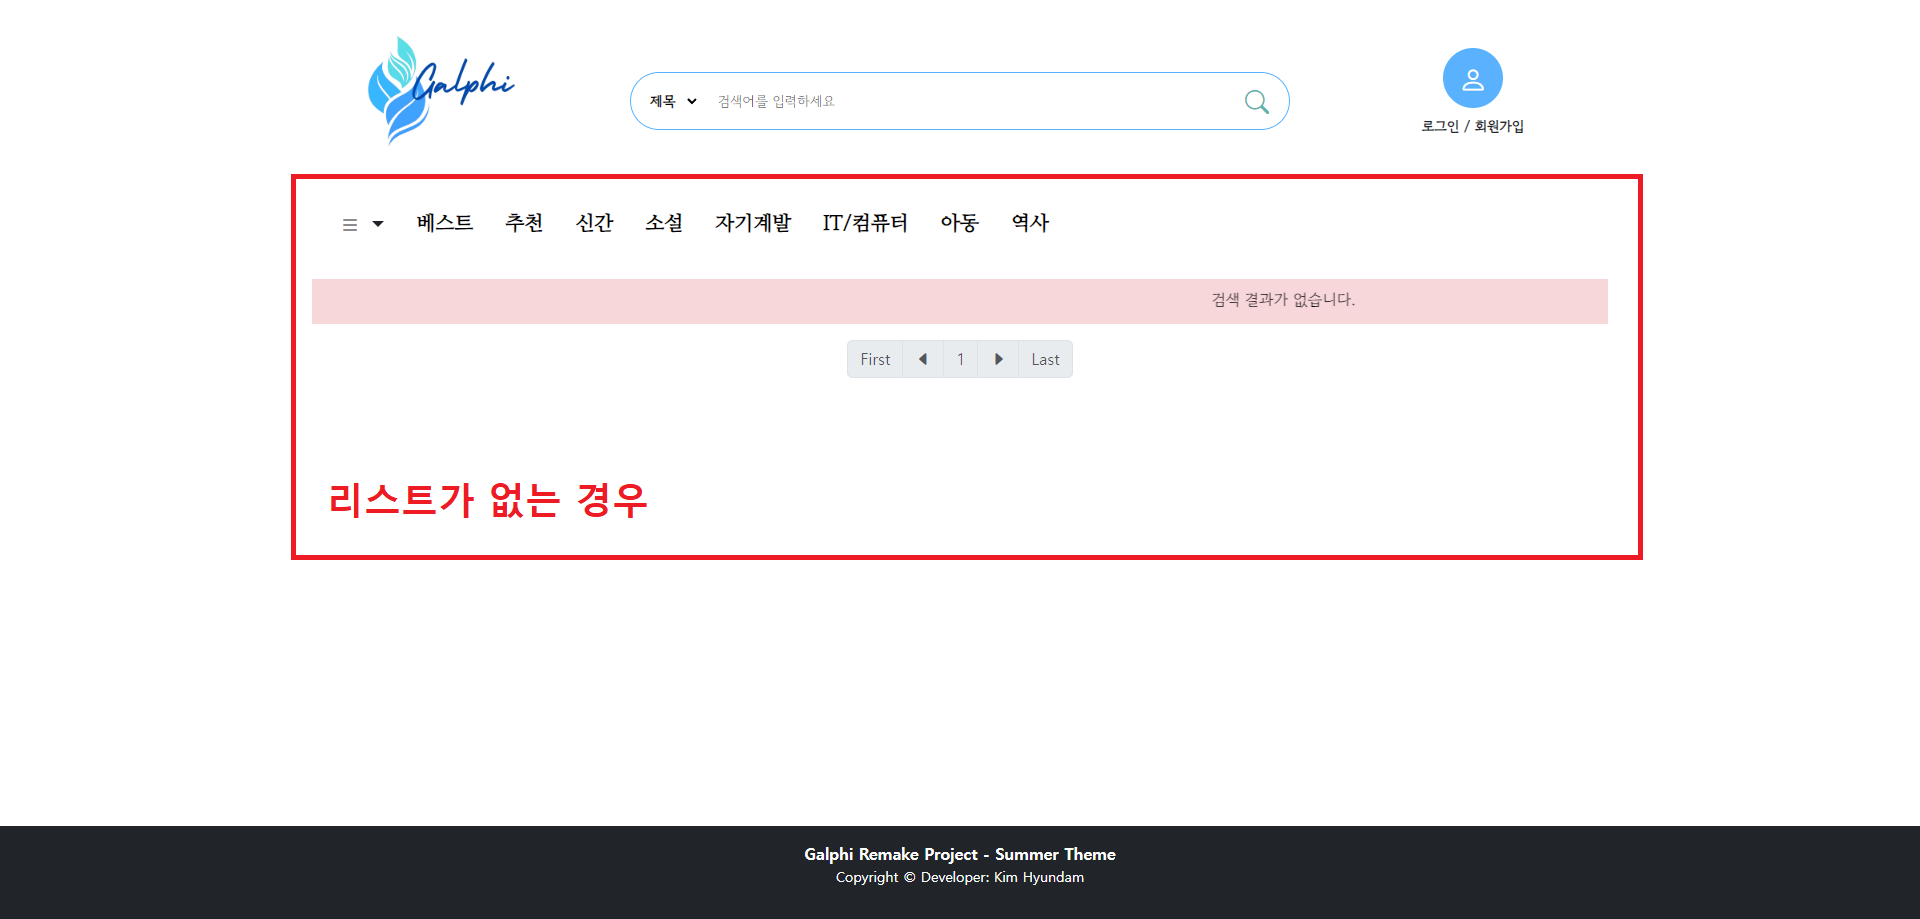 Galphi
제목 검색어를 입력하세요
로그인 / 회원가입
베스트 추천 신간 소설 자기계발 IT/컴퓨터 아동 역사
검색 결과가 없습니다.
First 1 Last
리스트가 없는 경우
Galphi Remake Project - Summer Theme
Copyright © Developer: Kim Hyundam